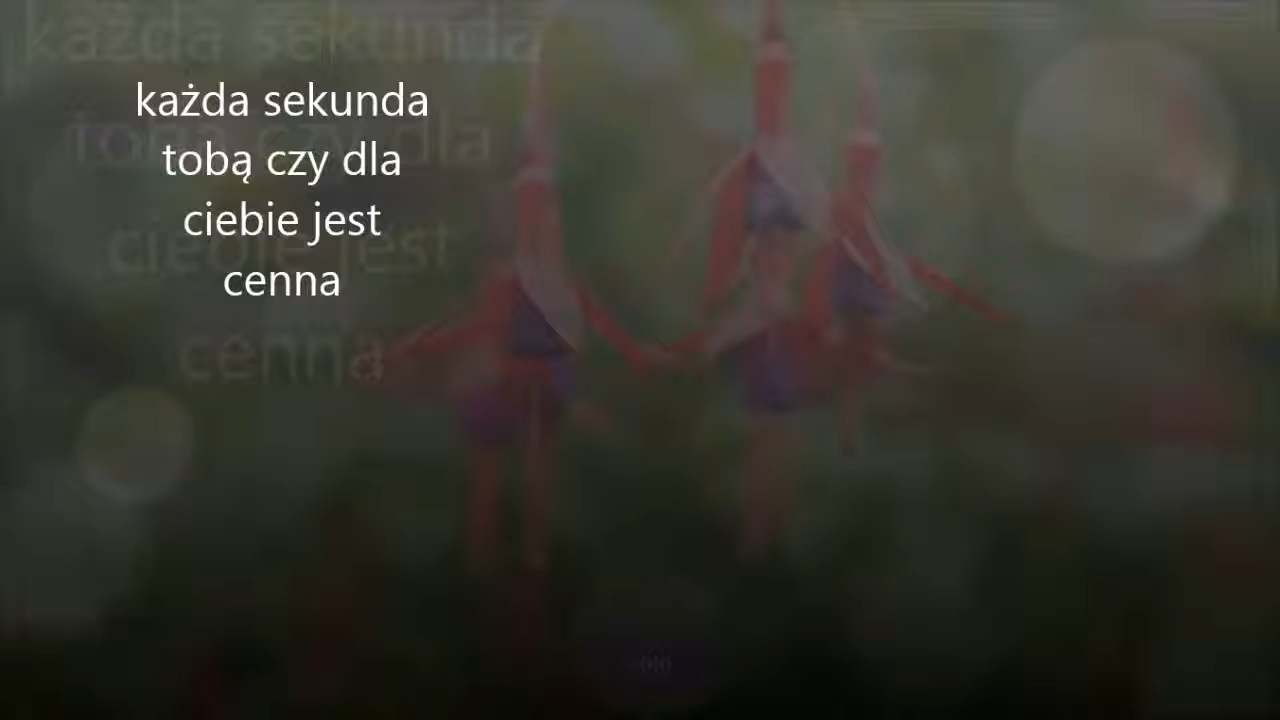 każda sekunda
tobą czy dla
ciebie jest
cenna